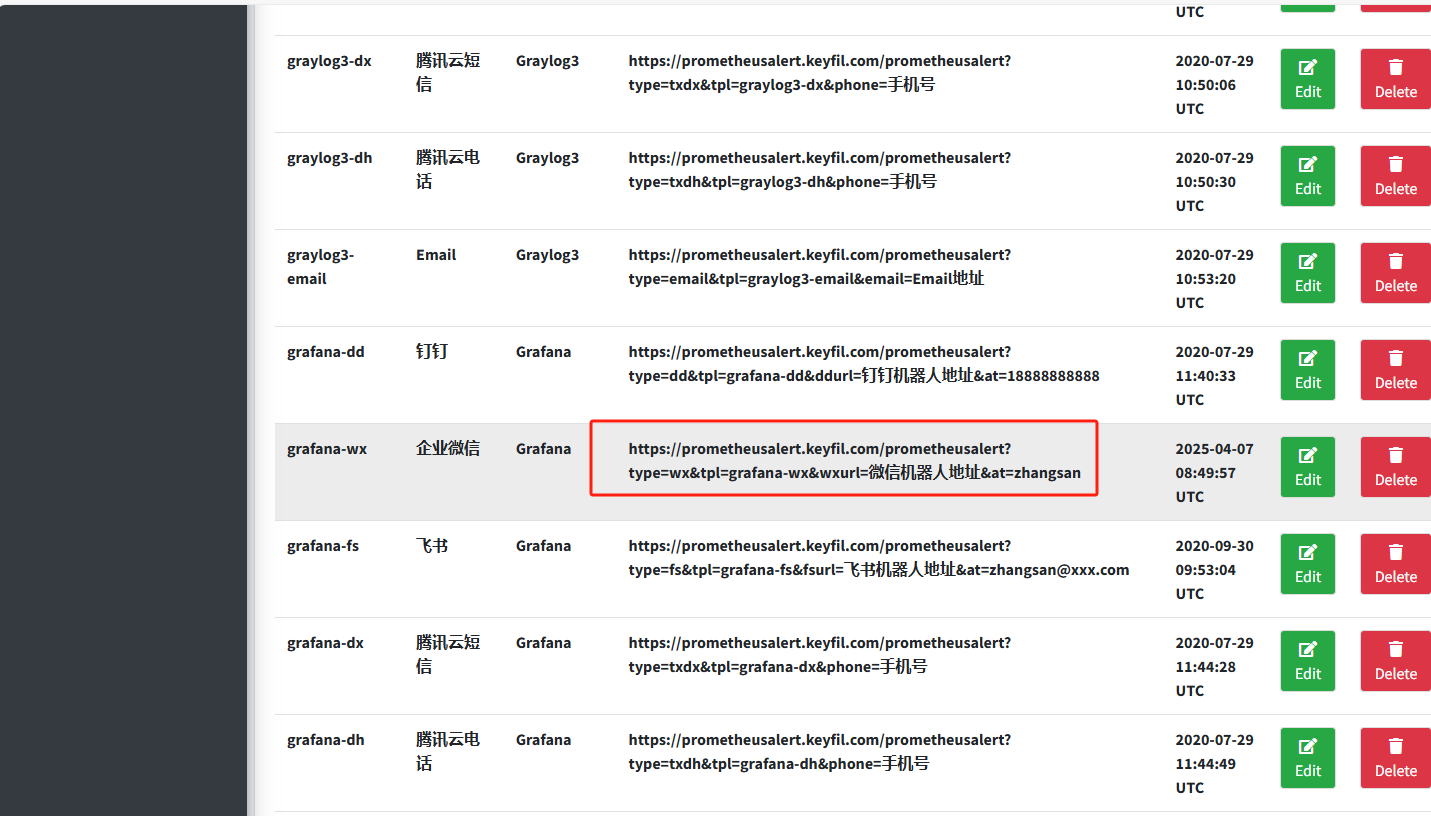 UTC
graylog3-dx 腾讯云短 Graylog3 https://prometheusalert.keyfil.com/prometheusalert? 2020-07-29
信 type=txdx&tpl=graylog3-dx&phone=手机号 10:50:06 Edit Delete
UTC
graylog3-dh 腾讯云电 Graylog3 https://prometheusalert.keyfil.com/prometheusalert? 2020-07-29
话 type=txdh&tpl=graylog3-dh&phone=手机号 10:50:30 Edit Delete
UTC
graylog3- Email Graylog3 https://prometheusalert.keyfil.com/prometheusalert? 2020-07-29
email type=email&tpl=graylog3-email&email=Email地址 10:53:20 Edit Delete
UTC
grafana-dd 钉钉 Grafana https://prometheusalert.keyfil.com/prometheusalert? 2020-07-29
type=dd&tpl=grafana-dd&ddurl=钉钉机器人地址&at=18888888888 11:40:33 Edit Delete
UTC
grafana-wx 企业微信 Grafana https://prometheusalert.keyfil.com/prometheusalert? 2025-04-07
type=wx&tpl=grafana-wx&wxurl=微信机器人地址&at=zhangsan 08:49:57 Edit Delete
UTC
grafana-fs 飞书 Grafana https://prometheusalert.keyfil.com/prometheusalert? 2020-09-30
type=fs&tpl=grafana-fs&fsurl=飞书机器人地址&at=zhangsan@xxx.com 09:53:04 Edit Delete
UTC
grafana-dx 腾讯云短 Grafana https://prometheusalert.keyfil.com/prometheusalert? 2020-07-29
信 type=txdx&tpl=grafana-dx&phone=手机号 11:44:28 Edit Delete
UTC
grafana-dh 腾讯云电 Grafana https://prometheusalert.keyfil.com/prometheusalert? 2020-07-29
话 type=txdh&tpl=grafana-dh&phone=手机号 11:44:49 Edit Delete
UTC